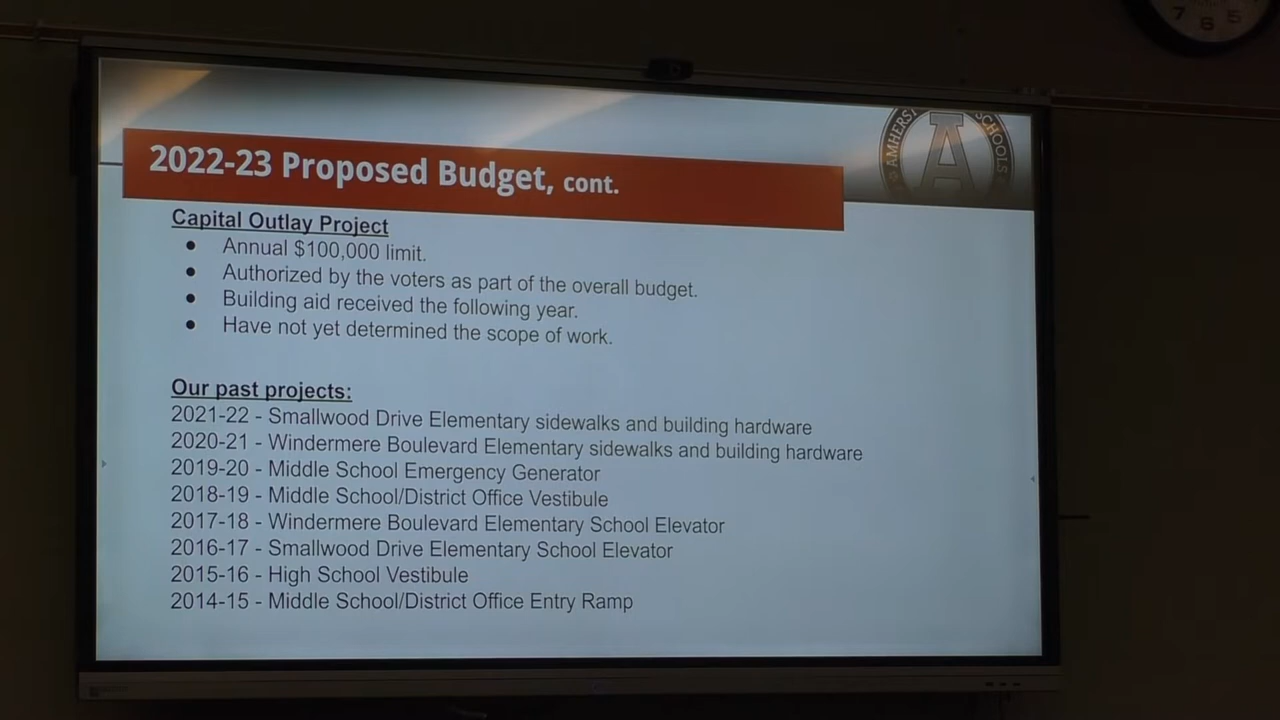 7 6 5
AMHERST SCHOOLS
A
2022-23 Proposed Budget, cont.
Capital Outlay Project
● Annual $100,000 limit.
● Authorized by the voters as part of the overall budget.
● Building aid received the following year.
● Have not yet determined the scope of work.
Our past projects:
2021-22 - Smallwood Drive Elementary sidewalks and building hardware
2020-21 - Windermere Boulevard Elementary sidewalks and building hardware
2019-20 - Middle School Emergency Generator
2018-19 - Middle School/District Office Vestibule
2017-18 - Windermere Boulevard Elementary School Elevator
2016-17 - Smallwood Drive Elementary School Elevator
2015-16 - High School Vestibule
2014-15 - Middle School/District Office Entry Ramp